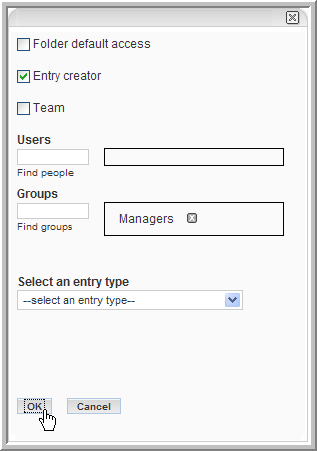 Folder default access
Entry creator
Team
Users
Find people
Groups
Find groups
Managers
Select an entry type
--select an entry type--
OK
Cancel